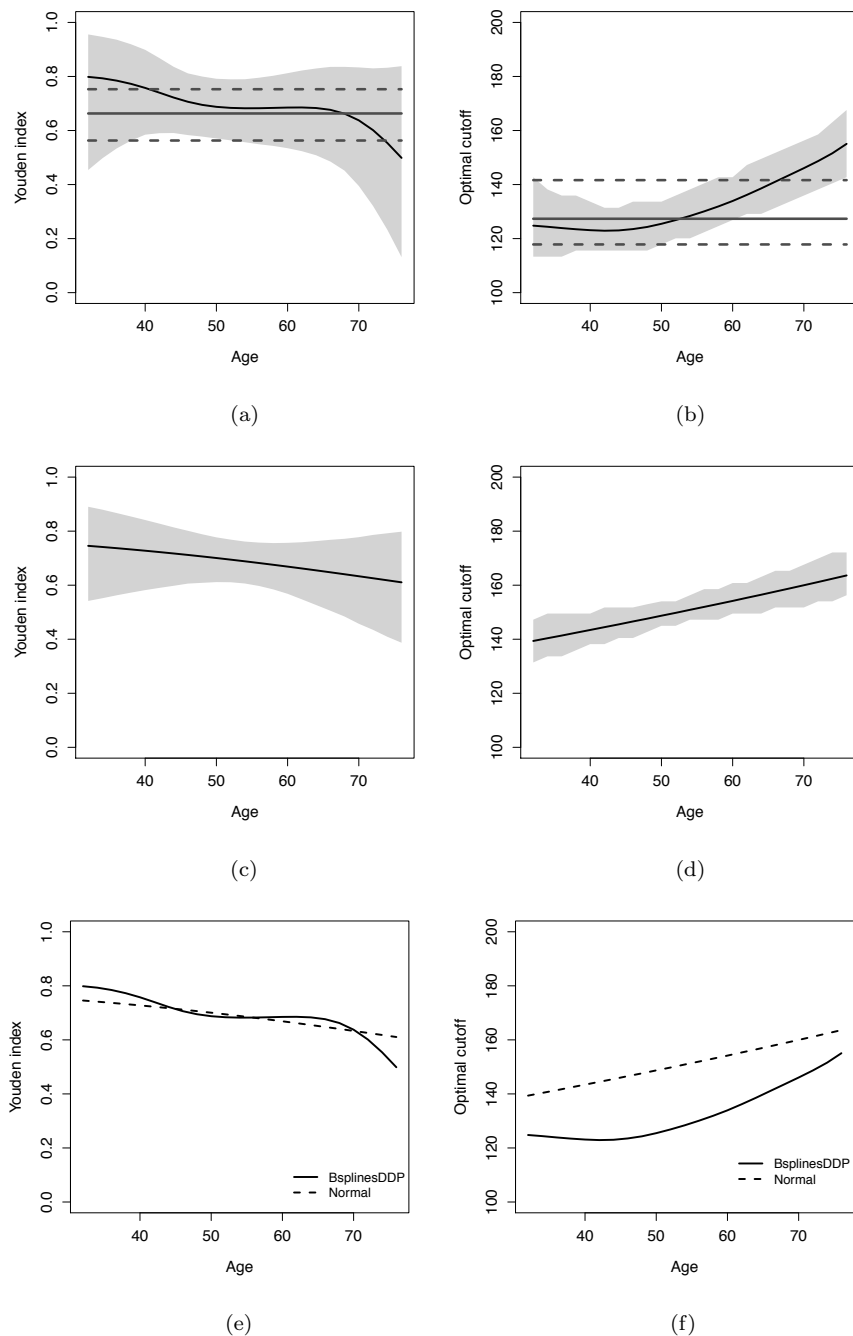 Youden index
0.0 0.2 0.4 0.6 0.8 1.0
40 50 60 70
Age
(a)
Optimal cutoff
100 120 140 160 180 200
40 50 60 70
Age
(b)
Youden index
0.0 0.2 0.4 0.6 0.8 1.0
40 50 60 70
Age
(c)
Optimal cutoff
100 120 140 160 180 200
40 50 60 70
Age
(d)
Youden index
0.0 0.2 0.4 0.6 0.8 1.0
BsplinesDDP
Normal
40 50 60 70
Age
(e)
Optimal cutoff
100 120 140 160 180 200
BsplinesDDP
Normal
40 50 60 70
Age
(f)